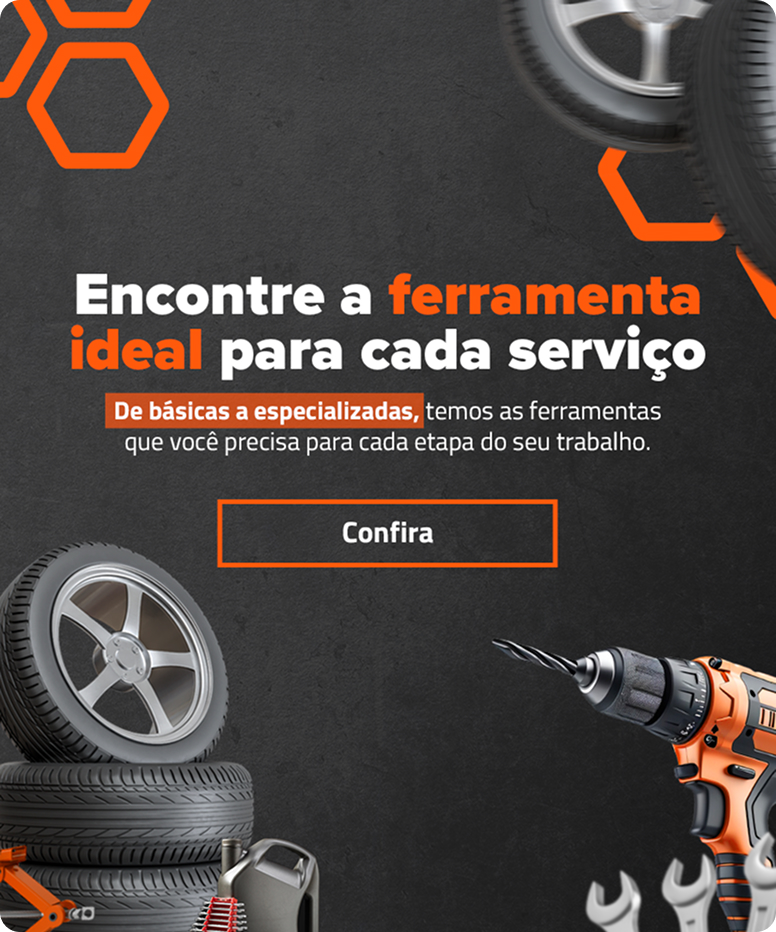 Encontre a ferramenta
ideal para cada serviço
De básicas a especializadas, temos as ferramentas
que você precisa para cada etapa do seu trabalho.
Confira